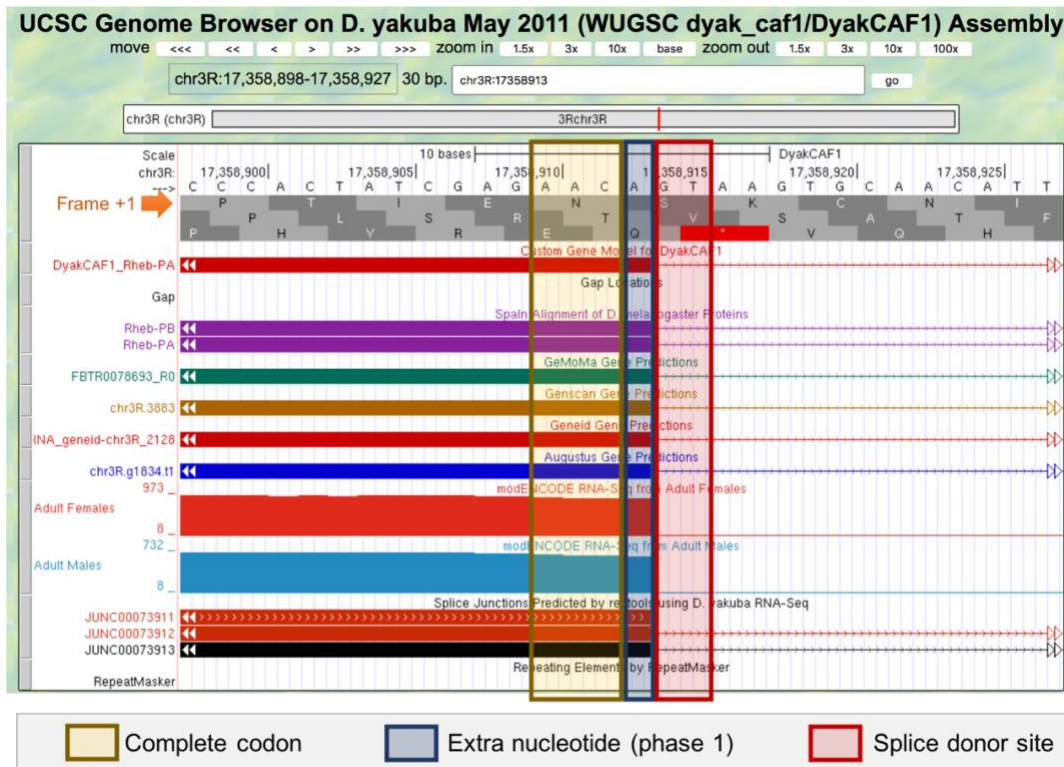 UCSC Genome Browser on D. yakuba May 2011 (WUGSC dyak_caf1/DyakCAF1) Assembly
move <<< << < > >> >>> zoom in 1.5x 3x 10x base zoom out 1.5x 3x 10x 100x
chr3R:17,358,898-17,358,927 30 bp. chr3R:17358913 go
chr3R (chr3R) 3Rchr3R
Scale 10 bases DyakCAF1
chr3R: 17,358,900 17,358,905 17,358,910 17,358,915 17,358,920 17,358,925
---> C C C A C T A T C G A G A A C A G T A A G T G C A A C A T T
Frame +1 P T I E N S K C N I
P L S R T V S A T F
P H Y R E Q * V Q H
Custom Gene Model for DyakCAF1
DyakCAF1_Rheb-PA
Gap Locations
Gap
Spaln Alignment of D. melanogaster Proteins
Rheb-PB
Rheb-PA
GeMoMa Gene Predictions
FBTR0078693_R0
Genscan Gene Predictions
chr3R.3883
Geneid Gene Predictions
RNA_geneid-chr3R_2128
Augustus Gene Predictions
chr3R.g1834.t1
973 _ modENCODE RNA-Seq from Adult Females
Adult Females
8 _
732 _ modENCODE RNA-Seq from Adult Males
Adult Males
8 _
Splice Junctions Predicted by regtools using D. yakuba RNA-Seq
JUNC00073911
JUNC00073912
JUNC00073913
Repeating Elements by RepeatMasker
RepeatMasker
Complete codon Extra nucleotide (phase 1) Splice donor site